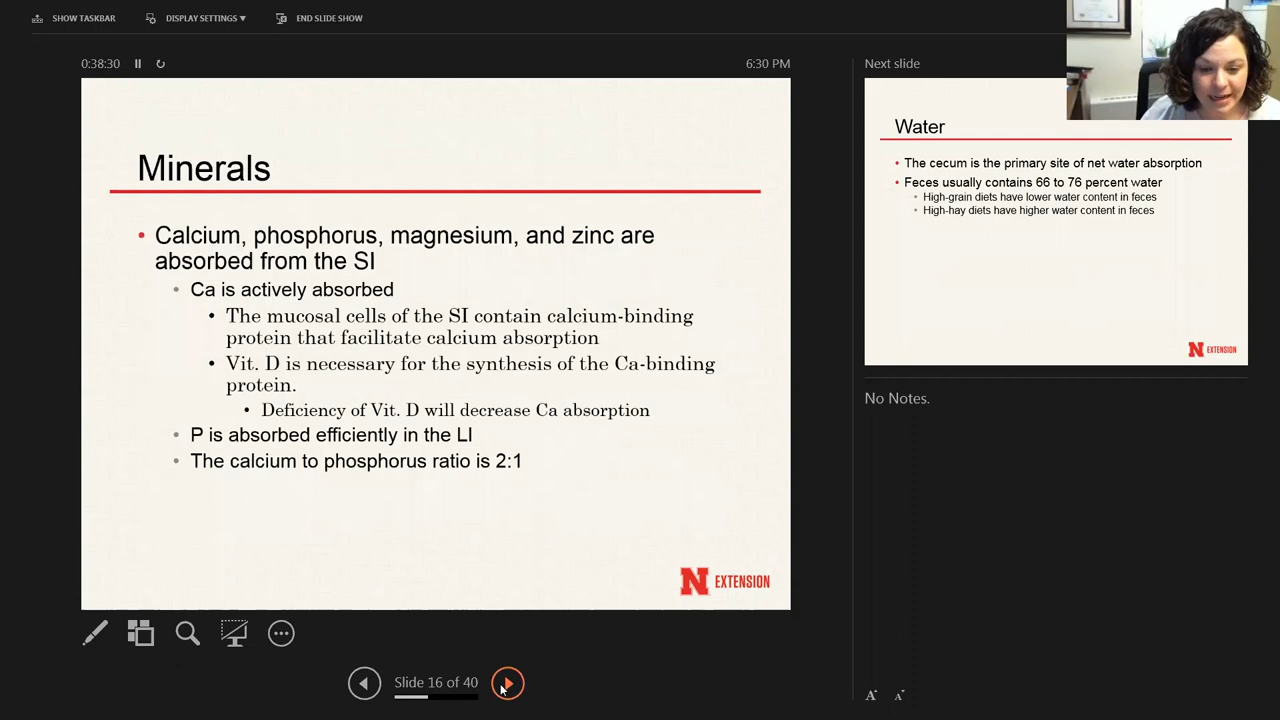 SHOW TASKBAR
DISPLAY SETTINGS ▾
END SLIDE SHOW
0:38:30
6:30 PM
Minerals
• Calcium, phosphorus, magnesium, and zinc are
absorbed from the SI
• Ca is actively absorbed
• The mucosal cells of the SI contain calcium-binding
protein that facilitate calcium absorption
• Vit. D is necessary for the synthesis of the Ca-binding
protein.
• Deficiency of Vit. D will decrease Ca absorption
• P is absorbed efficiently in the LI
• The calcium to phosphorus ratio is 2:1
N EXTENSION
Slide 16 of 40
Next slide
Water
• The cecum is the primary site of net water absorption
• Feces usually contains 66 to 76 percent water
• High-grain diets have lower water content in feces
• High-hay diets have higher water content in feces
N EXTENSION
No Notes.
A A